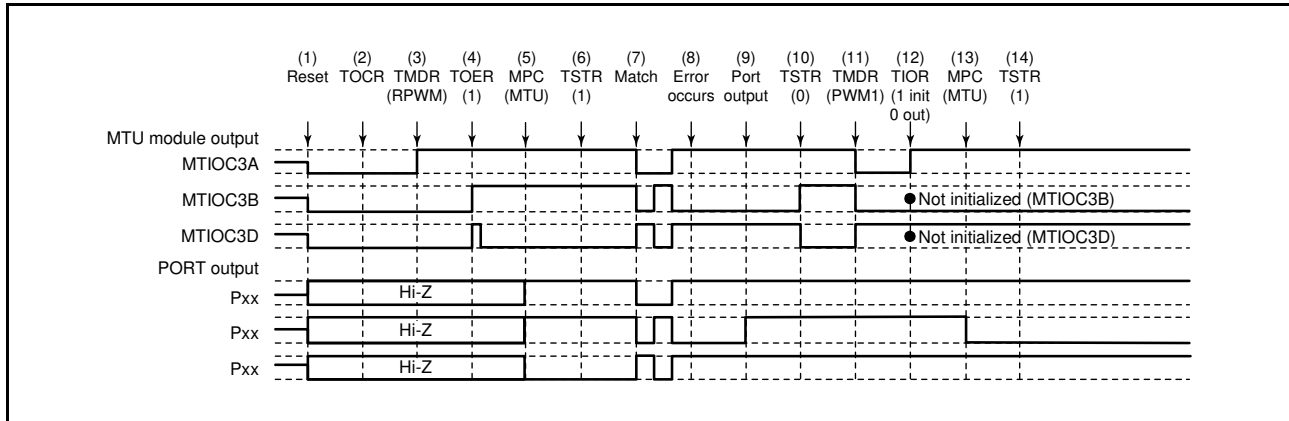 (1) (2) (3) (4) (5) (6) (7) (8) (9) (10) (11) (12) (13) (14)
Reset TOCR TMDR TOER MPC TSTR Match Error Port TSTR TMDR TIOR MPC TSTR
(RPWM) (1) (MTU) (1) occurs output (0) (PWM1) (1 init (MTU) (1)
0 out)
MTU module output
MTIOC3A
MTIOC3B
Not initialized (MTIOC3B)
MTIOC3D
Not initialized (MTIOC3D)
PORT output
Pxx
Hi-Z
Pxx
Hi-Z
Pxx
Hi-Z